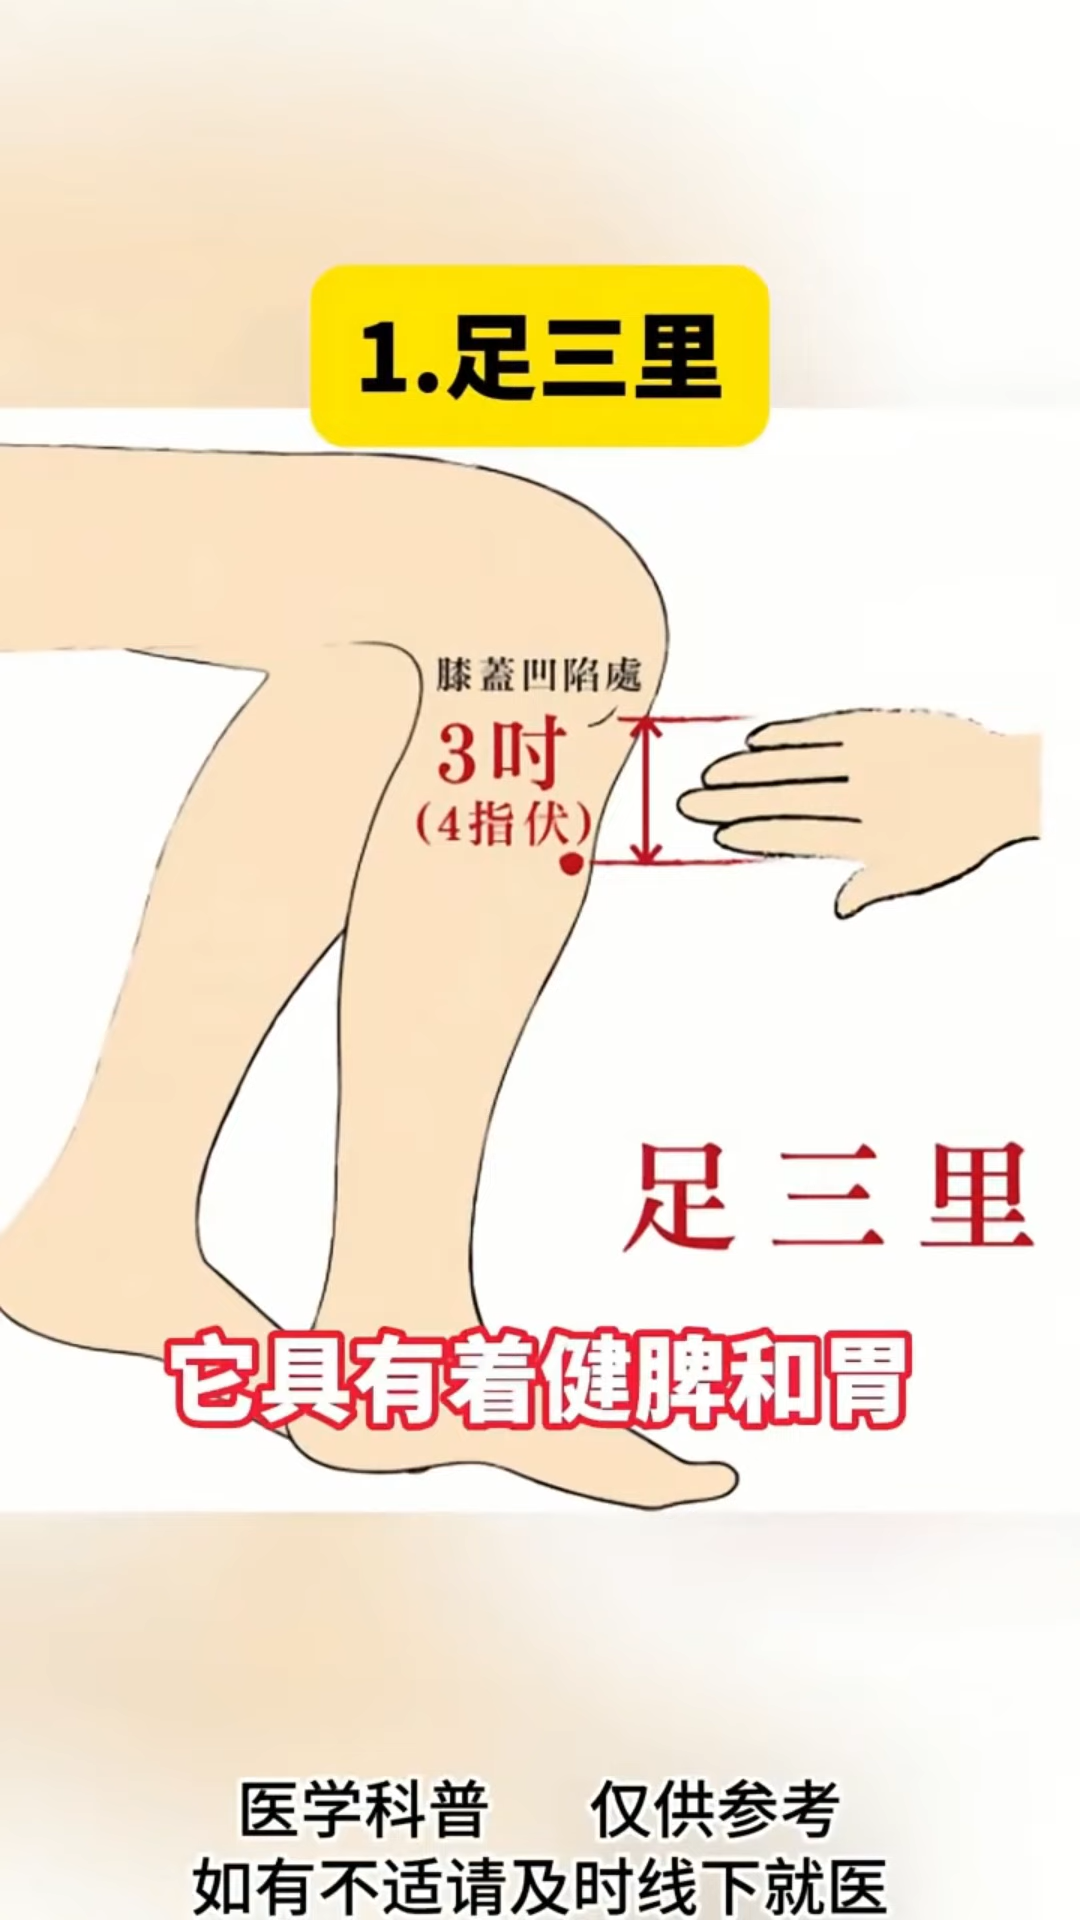 1.足三里
膝蓋凹陷處
3吋
(4指伏)
足三里
它具有着健脾和胃
医学科普 仅供参考
如有不适请及时线下就医